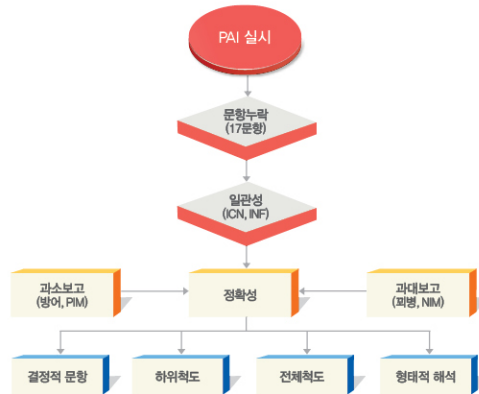 PAI 실시
문항누락
(17문항)
일관성
(ICN, INF)
과소보고
(방어, PIM)
정확성
과대보고
(꾀병, NIM)
결정적 문항
하위척도
전체척도
형태적 해석